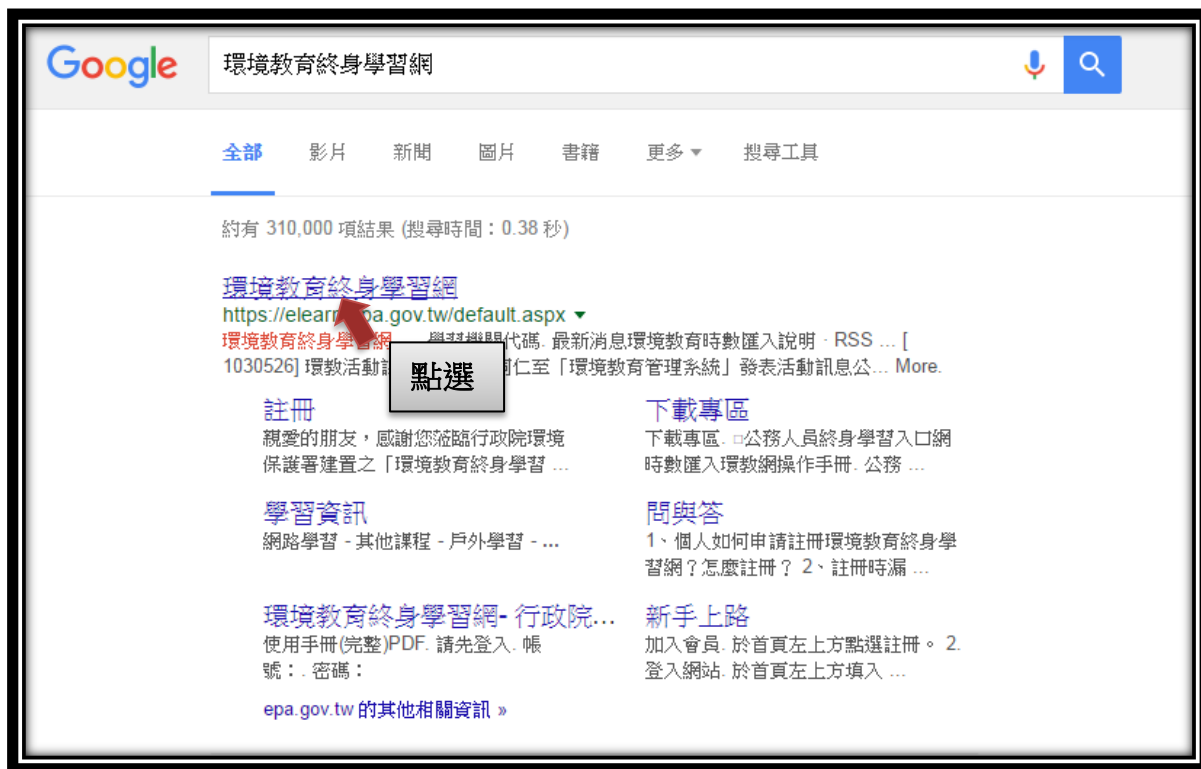 Google
環境教育終身學習網
全部 影片 新聞 圖片 書籍 更多 搜尋工具
約有 310,000 項結果 (搜尋時間：0.38 秒)
環境教育終身學習網
https://elearn pa.gov.tw/default.aspx
環境教育終身學 網 學習機關代碼. 最新消息環境教育時數匯入說明 · RSS ... [
1030526] 環教活動 同仁至「環境教育管理系統」發表活動訊息公... More.
點選
註冊
親愛的朋友，感謝您蒞臨行政院環境
保護署建置之「環境教育終身學習 ...
下載專區
下載專區. □公務人員終身學習入口網
時數匯入環教網操作手冊. 公務 ...
學習資訊
網路學習 - 其他課程 - 戶外學習 - ...
問與答
1、個人如何申請註冊環境教育終身學
習網？怎麼註冊？ 2、註冊時漏 ...
環境教育終身學習網- 行政院...
使用手冊(完整)PDF. 請先登入. 帳
號：. 密碼：
新手上路
加入會員. 於首頁左上方點選註冊。 2.
登入網站. 於首頁左上方填入 ...
epa.gov.tw 的其他相關資訊 »